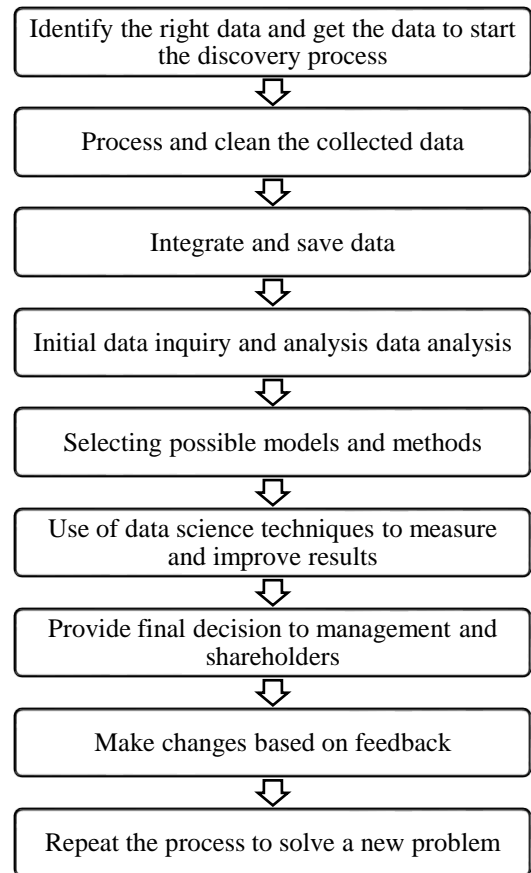 Identify the right data and get the data to start
the discovery process
Process and clean the collected data
Integrate and save data
Initial data inquiry and analysis data analysis
Selecting possible models and methods
Use of data science techniques to measure
and improve results
Provide final decision to management and
shareholders
Make changes based on feedback
Repeat the process to solve a new problem